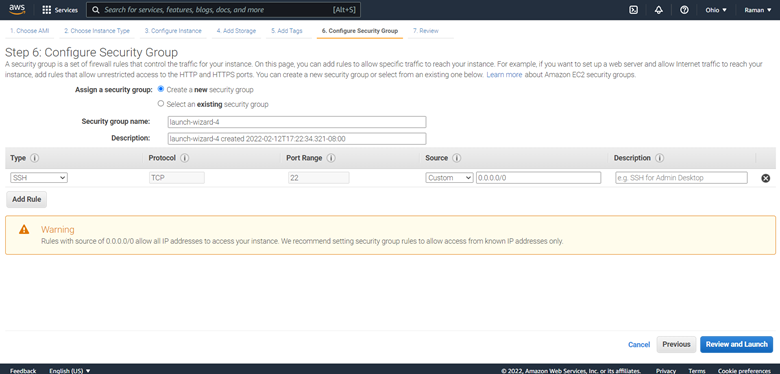 aws
Services
Search for services, features, blogs, docs, and more [Alt+S]
Ohio
Raman
1. Choose AMI 2. Choose Instance Type 3. Configure Instance 4. Add Storage 5. Add Tags 6. Configure Security Group 7. Review
Step 6: Configure Security Group
A security group is a set of firewall rules that control the traffic for your instance. On this page, you can add rules to allow specific traffic to reach your instance. For example, if you want to set up a web server and allow Internet traffic to reach your
instance, add rules that allow unrestricted access to the HTTP and HTTPS ports. You can create a new security group or select from an existing one below. Learn more about Amazon EC2 security groups.
Assign a security group: Create a new security group
Select an existing security group
Security group name: launch-wizard-4
Description: launch-wizard-4 created 2022-02-12T17:22:34.321-08:00
Type Protocol Port Range Source Description
SSH TCP 22 Custom 0.0.0.0/0 e.g. SSH for Admin Desktop
Add Rule
Warning
Rules with source of 0.0.0.0/0 allow all IP addresses to access your instance. We recommend setting security group rules to allow access from known IP addresses only.
Cancel Previous Review and Launch
Feedback English (US) © 2022, Amazon Web Services, Inc. or its affiliates. Privacy Terms Cookie preferences